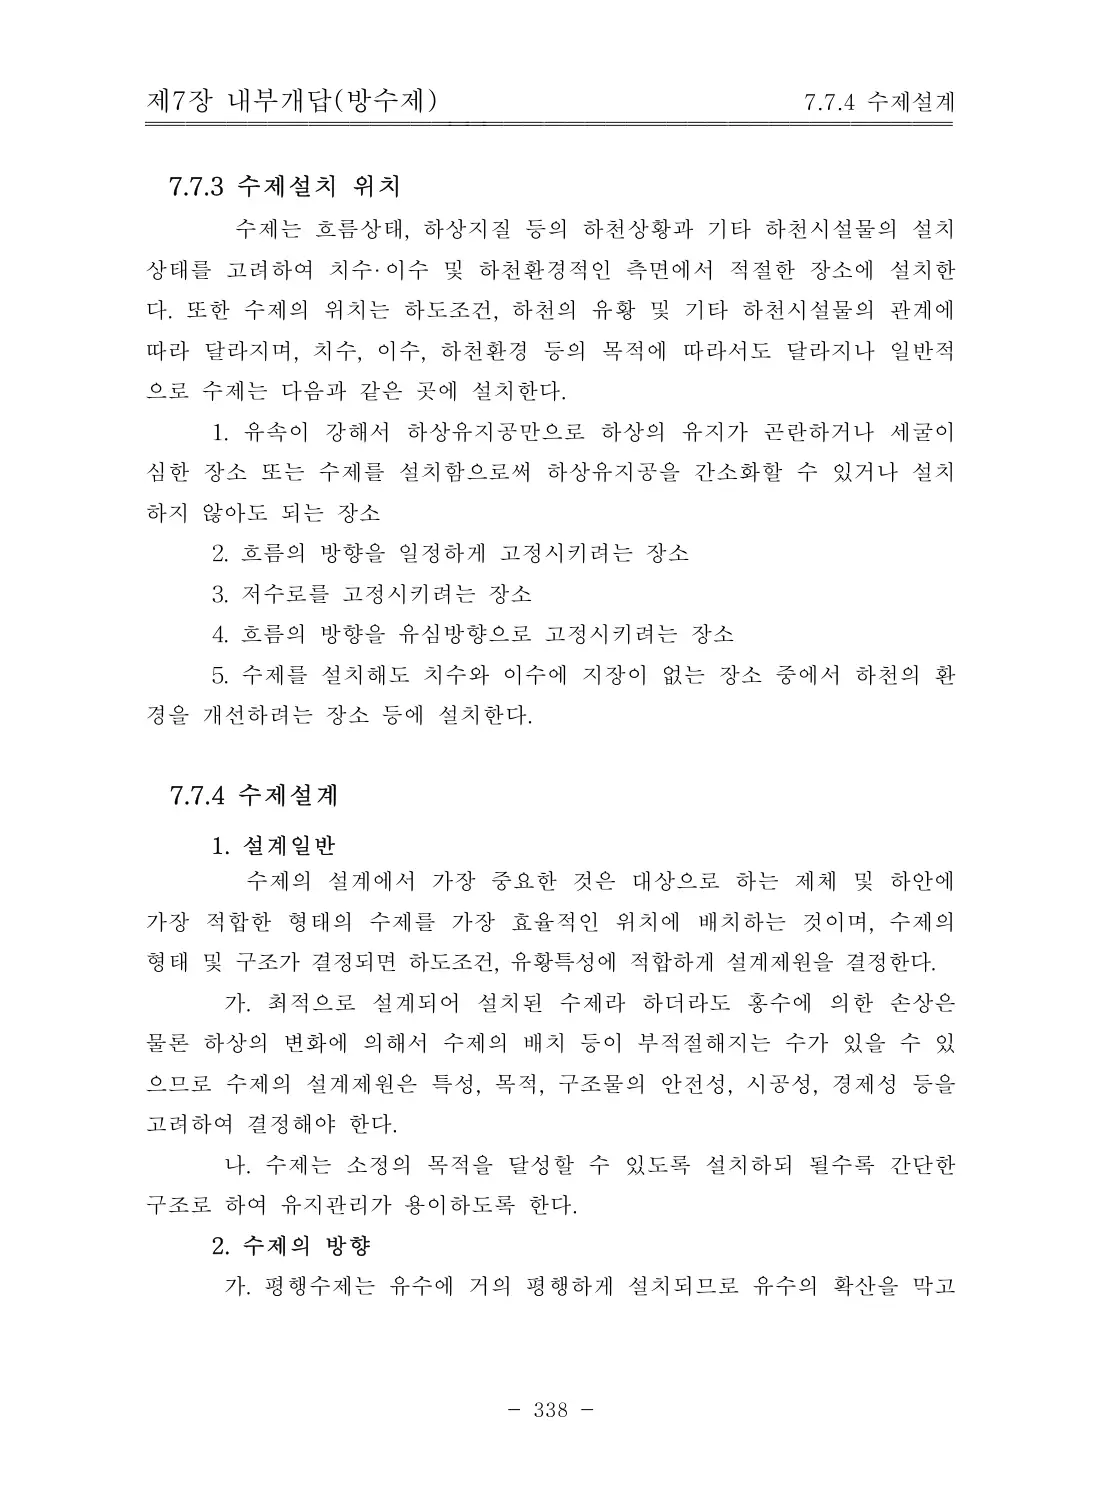 제7장 내부개답(방수제)
7.7.4 수제설계
7.7.3 수제설치 위치
수제는 흐름상태, 하상지질 등의 하천상황과 기타 하천시설물의 설치
상태를 고려하여 치수·이수 및 하천환경적인 측면에서 적절한 장소에 설치한
다. 또한 수제의 위치는 하도조건, 하천의 유황 및 기타 하천시설물의 관계에
따라 달라지며, 치수, 이수, 하천환경 등의 목적에 따라서도 달라지나 일반적
으로 수제는 다음과 같은 곳에 설치한다.
1. 유속이 강해서 하상유지공만으로 하상의 유지가 곤란하거나 세굴이
심한 장소 또는 수제를 설치함으로써 하상유지공을 간소화할 수 있거나 설치
하지 않아도 되는 장소
2. 흐름의 방향을 일정하게 고정시키려는 장소
3. 저수로를 고정시키려는 장소
4. 흐름의 방향을 유심방향으로 고정시키려는 장소
5. 수제를 설치해도 치수와 이수에 지장이 없는 장소 중에서 하천의 환
경을 개선하려는 장소 등에 설치한다.
7.7.4 수제설계
1. 설계일반
수제의 설계에서 가장 중요한 것은 대상으로 하는 제체 및 하안에
가장 적합한 형태의 수제를 가장 효율적인 위치에 배치하는 것이며, 수제의
형태 및 구조가 결정되면 하도조건, 유황특성에 적합하게 설계제원을 결정한다.
가. 최적으로 설계되어 설치된 수제라 하더라도 홍수에 의한 손상은
물론 하상의 변화에 의해서 수제의 배치 등이 부적절해지는 수가 있을 수 있
으므로 수제의 설계제원은 특성, 목적, 구조물의 안전성, 시공성, 경제성 등을
고려하여 결정해야 한다.
나. 수제는 소정의 목적을 달성할 수 있도록 설치하되 될수록 간단한
구조로 하여 유지관리가 용이하도록 한다.
2. 수제의 방향
가. 평행수제는 유수에 거의 평행하게 설치되므로 유수의 확산을 막고
- 338 -